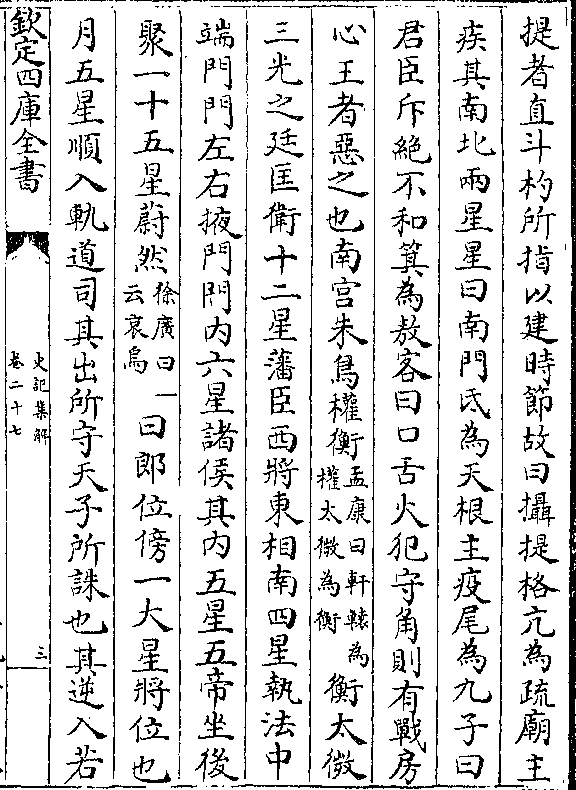 提者直斗杓所指以建時節故曰攝提格亢為疏廟主
疾其南北兩星星曰南門氐為天根主疫尾為九子曰
君臣斥絶不和箕為敖客曰口舌火犯守角則有戰房
心王者惡之也南宫朱鳥權衡孟康曰軒轅為權太微為衡衡太微
三光之廷匡衛十二星藩臣西將東相南四星執法中
端門門左右掖門門内六星諸侯其内五星五帝坐後
聚一十五星蔚然徐廣曰一云哀烏曰郎位傍一大星將位也
月五星順入軌道司其出所守天子所誅也其逆入若
欽定四庫全書
史記集解
卷二十七
三